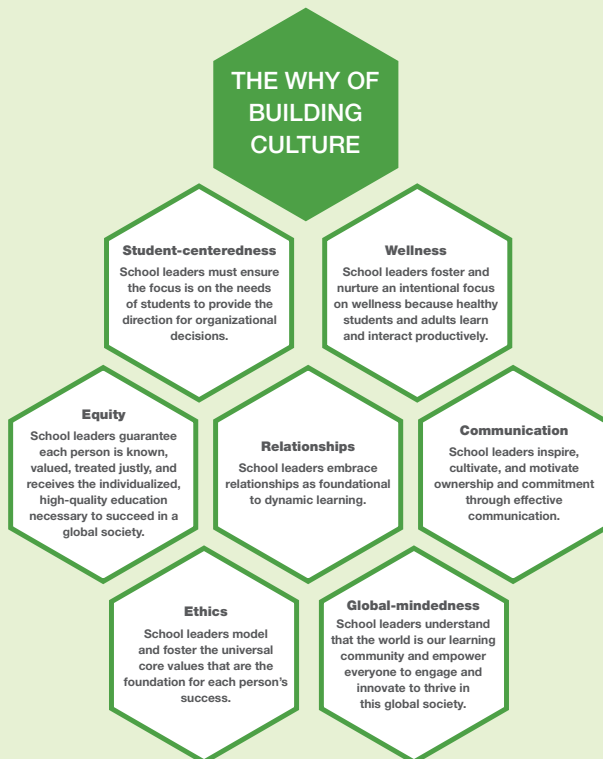 THE WHY OF
BUILDING
CULTURE
Student-centeredness
School leaders must ensure
the focus is on the needs
of students to provide the
direction for organizational
decisions.
Wellness
School leaders foster and
nurture an intentional focus
on wellness because healthy
students and adults learn
and interact productively.
Equity
School leaders guarantee
each person is known,
valued, treated justly, and
receives the individualized,
high-quality education
necessary to succeed in a
global society.
Relationships
School leaders embrace
relationships as foundational
to dynamic learning.
Communication
School leaders inspire,
cultivate, and motivate
ownership and commitment
through effective
communication.
Ethics
School leaders model
and foster the universal
core values that are the
foundation for each person's
success.
Global-mindedness
School leaders understand
that the world is our learning
community and empower
everyone to engage and
innovate to thrive in
this global society.